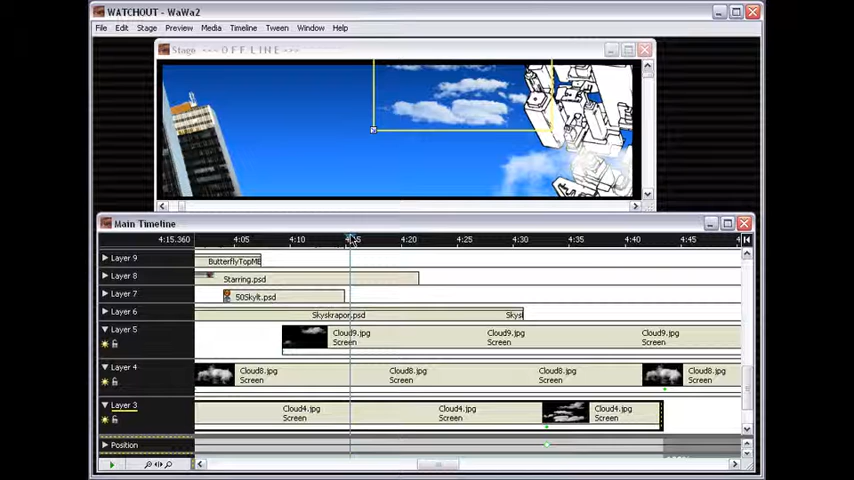 WATCHOUT - WaWa2
File Edit Stage Preview Media Timeline Tween Window Help
Stage --- OFFLINE ---
Main Timeline
4:15.360 4:05 4:10 4:20 4:25 4:30 4:35 4:40 4:45
Layer 9 ButterflyTopME
Layer 8 Starring.psd
Layer 7 50Skylt.psd
Layer 6 Skyskrapor.psd Skysk
Layer 5 Cloud9.jpg Cloud9.jpg Cloud9.jpg
Screen Screen Screen
Layer 4 Cloud8.jpg Cloud8.jpg Cloud8.jpg Cloud8.jpg
Screen Screen Screen Screen
Layer 3 Cloud4.jpg Cloud4.jpg Cloud4.jpg
Screen Screen Screen
Position